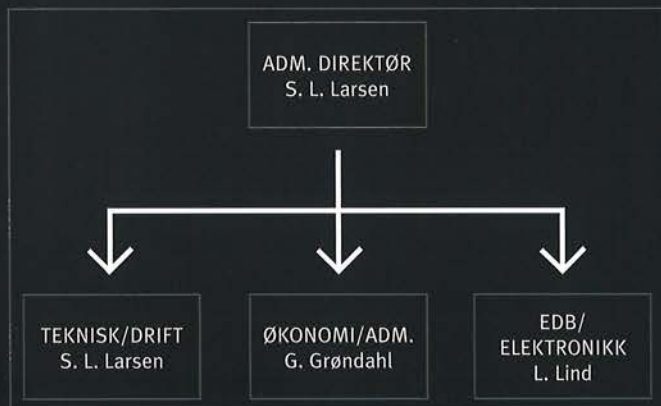 ADM. DIREKTØR
S. L. Larsen
TEKNISK/DRIFT
S. L. Larsen
ØKONOMI/ADM.
G. Grøndahl
EDB/
ELEKTRONIKK
L. Lind